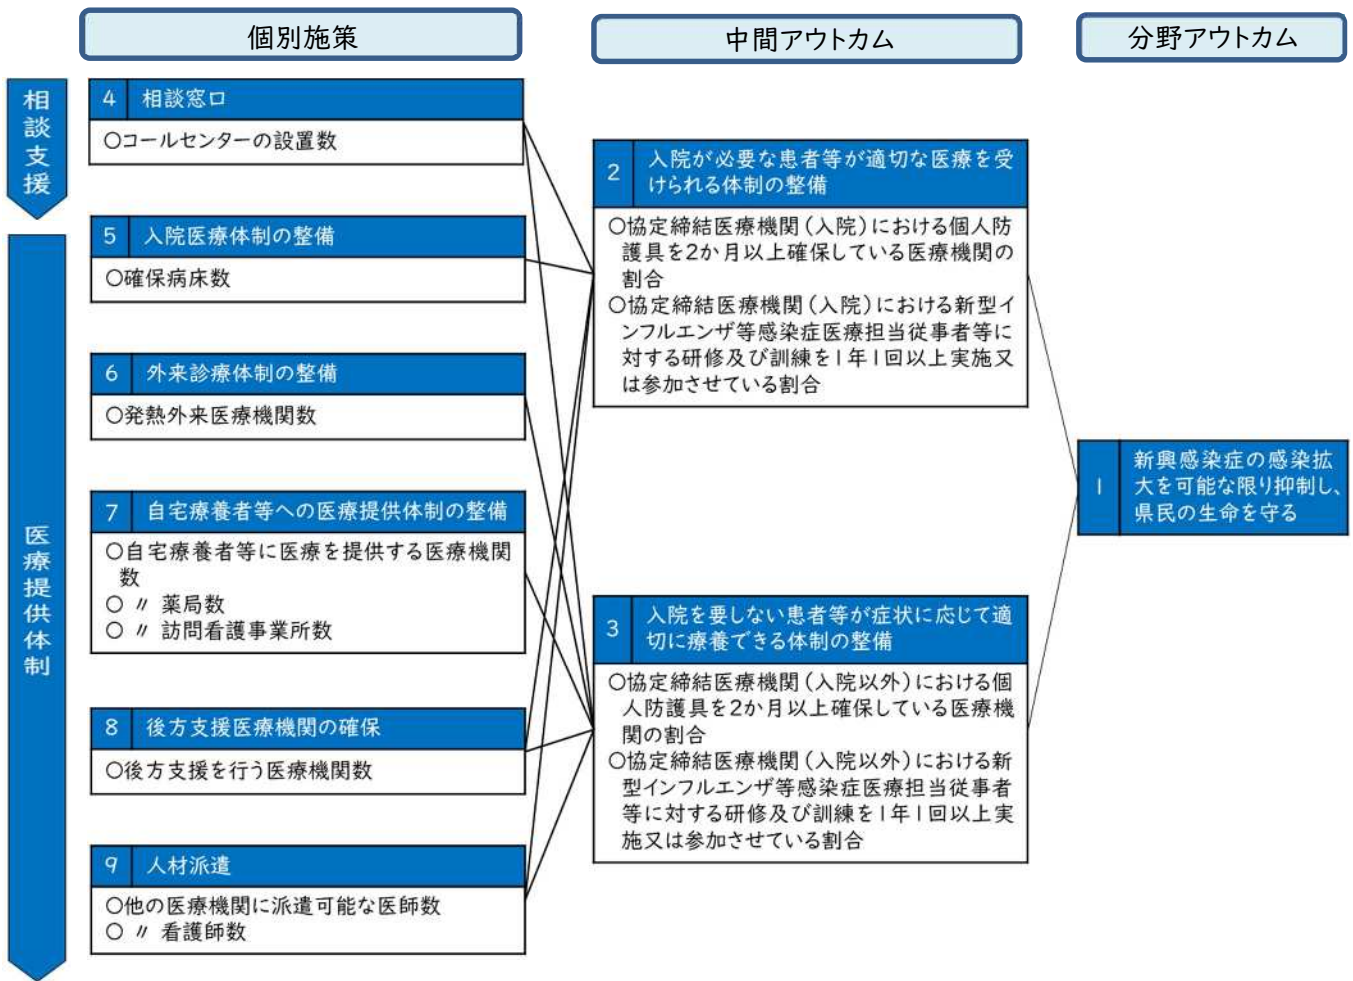 個別施策
中間アウトカム
分野アウトカム
相談支援
4 相談窓口
○コールセンターの設置数
医療提供体制
5 入院医療体制の整備
○確保病床数
6 外来診療体制の整備
○発熱外来医療機関数
7 自宅療養者等への医療提供体制の整備
○自宅療養者等に医療を提供する医療機関
数
○ 〃 薬局数
○ 〃 訪問看護事業所数
8 後方支援医療機関の確保
○後方支援を行う医療機関数
9 人材派遣
○他の医療機関に派遣可能な医師数
○ 〃 看護師数
2 入院が必要な患者等が適切な医療を受
けられる体制の整備
○協定締結医療機関(入院)における個人防
護具を2か月以上確保している医療機関の
割合
○協定締結医療機関(入院)における新型イ
ンフルエンザ等感染症医療担当従事者等に
対する研修及び訓練を1年1回以上実施又
は参加させている割合
3 入院を要しない患者等が症状に応じて適
切に療養できる体制の整備
○協定締結医療機関(入院以外)における個
人防護具を2か月以上確保している医療機
関の割合
○協定締結医療機関(入院以外)における新
型インフルエンザ等感染症医療担当従事者
等に対する研修及び訓練を1年1回以上実
施又は参加させている割合
1 新興感染症の感染拡
大を可能な限り抑制し、
県民の生命を守る